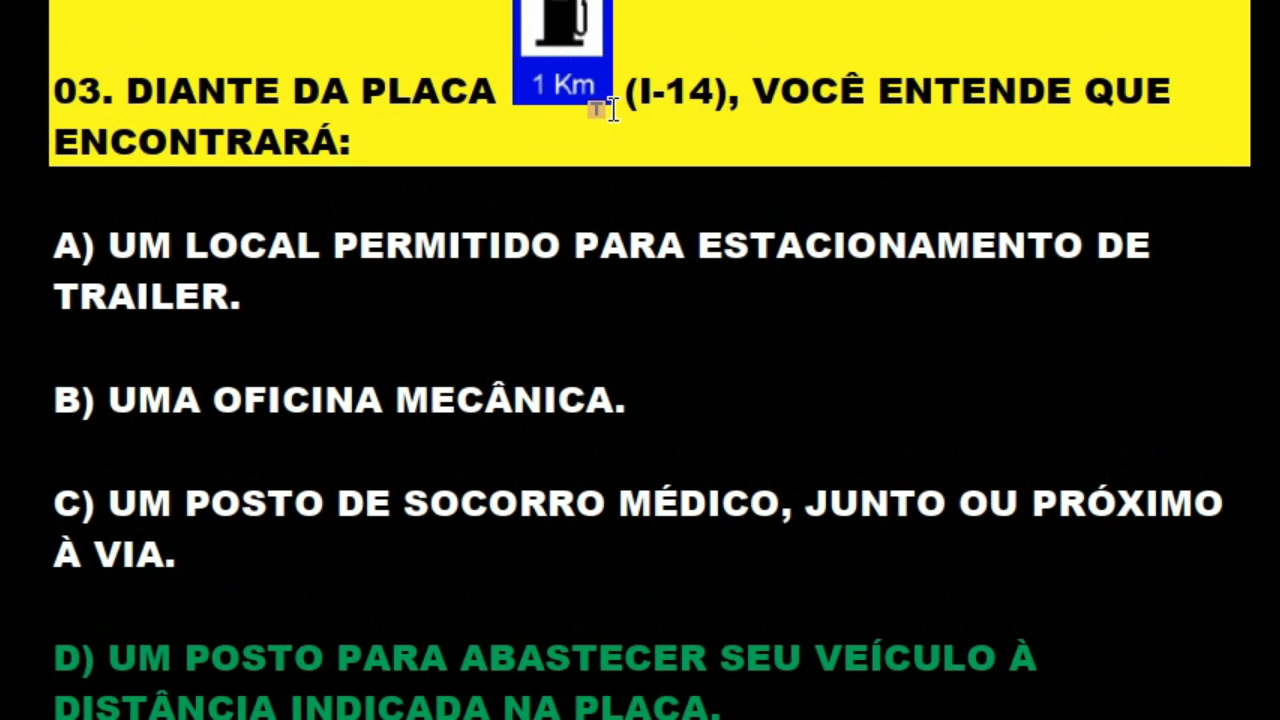 1 Km
03. DIANTE DA PLACA (I-14), VOCÊ ENTENDE QUE
ENCONTRARÁ:
A) UM LOCAL PERMITIDO PARA ESTACIONAMENTO DE
TRAILER.
B) UMA OFICINA MECÂNICA.
C) UM POSTO DE SOCORRO MÉDICO, JUNTO OU PRÓXIMO
À VIA.
D) UM POSTO PARA ABASTECER SEU VEÍCULO À
DISTÂNCIA INDICADA NA PLACA.